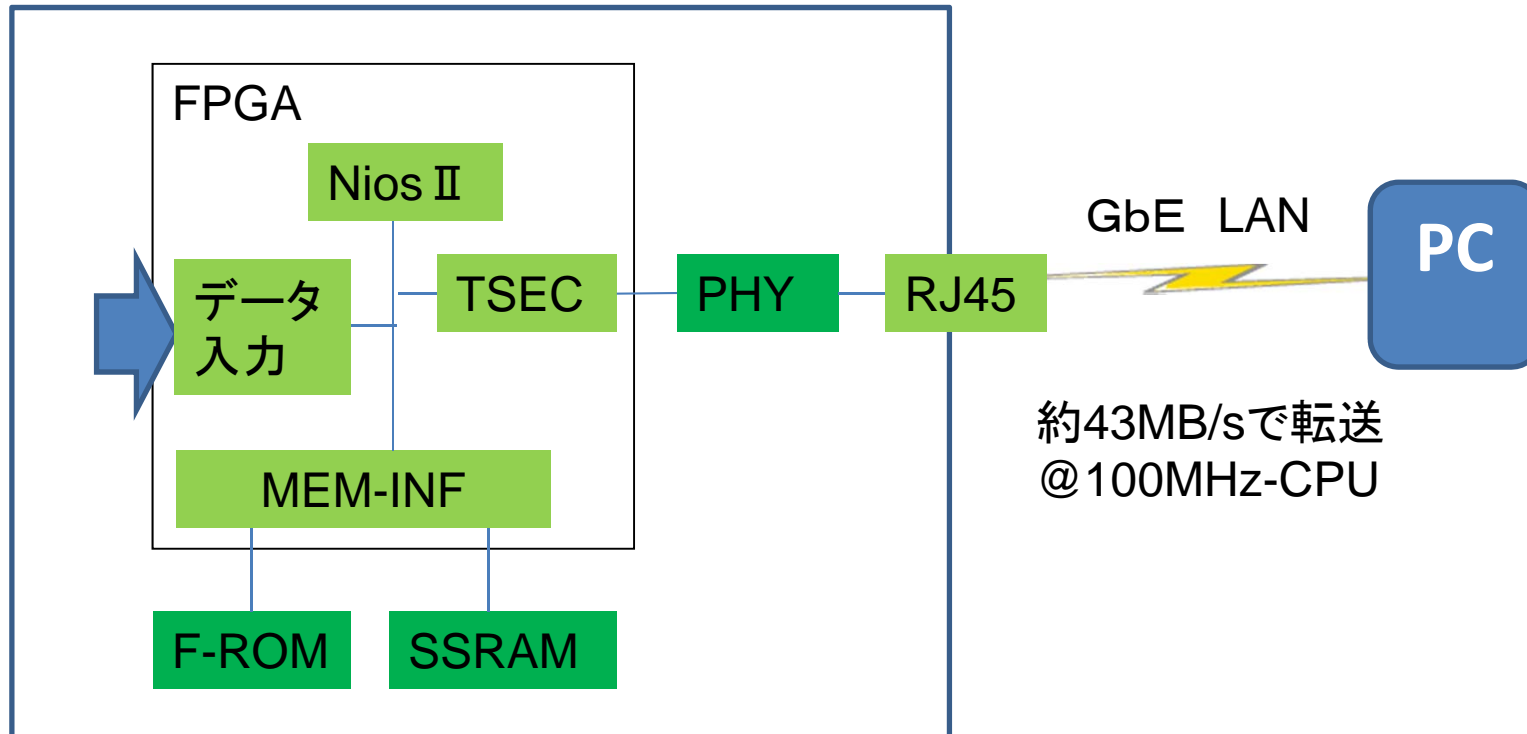 FPGA
Nios Ⅱ
データ
入力
TSEC
PHY
RJ45
GbE　LAN
PC
MEM-INF
約43MB/sで転送
@100MHz-CPU
F-ROM
SSRAM